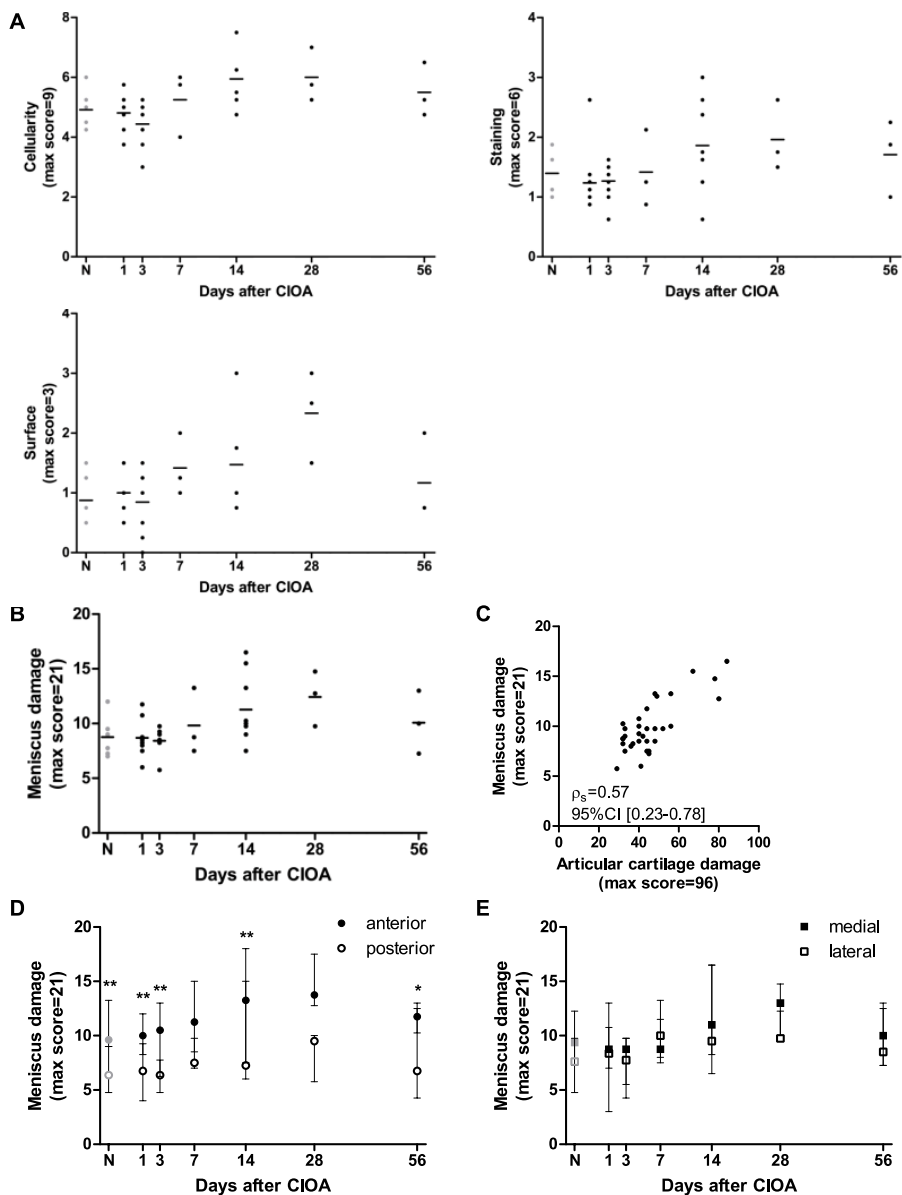 A
Cellularity
(max score=9)
8
6
4
2
0
N 1 3 7 14 28 56
Days after CIOA
Staining
(max score=6)
4
3
2
1
0
N 1 3 7 14 28 56
Days after CIOA
Surface
(max score=3)
4
3
2
1
0
N 1 3 7 14 28 56
Days after CIOA
B
Meniscus damage
(max score=21)
20
15
10
5
0
N 1 3 7 14 28 56
Days after CIOA
C
Meniscus damage
(max score=21)
20
15
10
5
0
ρs=0.57
95%CI [0.23-0.78]
0 20 40 60 80 100
Articular cartilage damage
(max score=96)
D
Meniscus damage
(max score=21)
20
15
10
5
0
anterior
posterior
** ** ** ** *
N 1 3 7 14 28 56
Days after CIOA
E
Meniscus damage
(max score=21)
20
15
10
5
0
medial
lateral
N 1 3 7 14 28 56
Days after CIOA